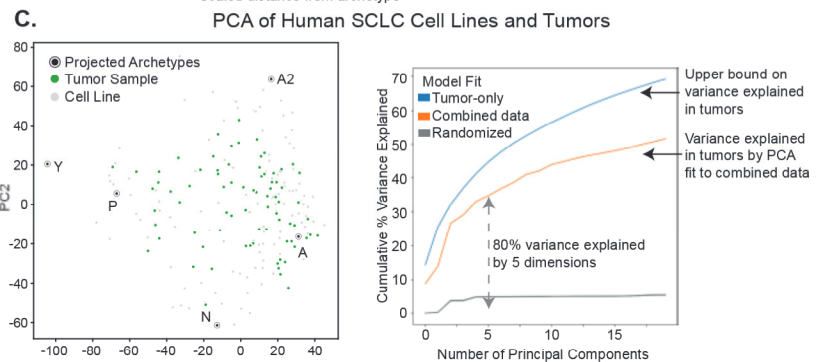 C.
PCA of Human SCLC Cell Lines and Tumors
80
60
40
20
0
-20
-40
-60
PC2
Projected Archetypes
Tumor Sample
Cell Line
A2
Y
P
A
N
-100
-80
-60
-40
-20
0
20
40
Cumulative % Variance Explained
70
60
50
40
30
20
10
0
Model Fit
Tumor-only
Combined data
Randomized
80% variance explained
by 5 dimensions
0
5
10
15
Number of Principal Components
Upper bound on
variance explained
in tumors
Variance explained
in tumors by PCA
fit to combined data